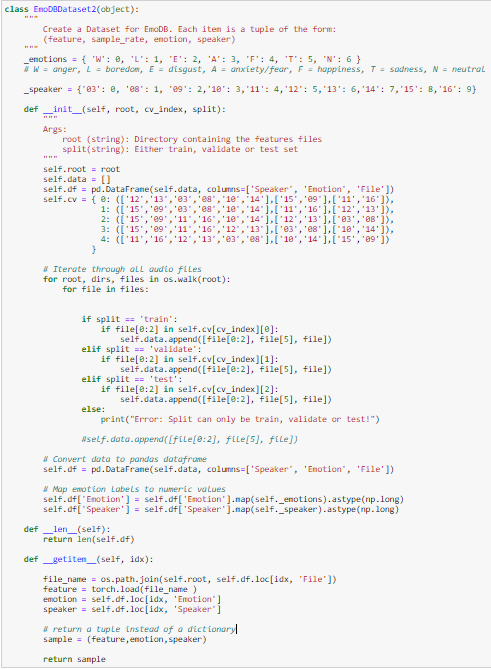 class EmoDBDataset2(object):
    """
        Create a Dataset for EmoDB. Each item is a tuple of the form:
        (feature, sample_rate, emotion, speaker)
    """
    _emotions = { 'W': 0, 'L': 1, 'E': 2, 'A': 3, 'F': 4, 'T': 5, 'N': 6 }
    # W = anger, L = boredom, E = disgust, A = anxiety/fear, F = happiness, T = sadness, N = neutral

    _speaker = {'03': 0, '08': 1, '09': 2,'10': 3,'11': 4,'12': 5,'13': 6,'14': 7,'15': 8,'16': 9}

    def __init__(self, root, cv_index, split):
        """
        Args:
            root (string): Directory containing the features files
            split(string): Either train, validate or test set
        """
        self.root = root
        self.data = []
        self.df = pd.DataFrame(self.data, columns=['Speaker', 'Emotion', 'File'])
        self.cv = { 0: (['12','13','03','08','10','14'],['15','09'],['11','16']),
                    1: (['15','09','03','08','10','14'],['11','16'],['12','13']),
                    2: (['15','09','11','16','10','14'],['12','13'],['03','08']),
                    3: (['15','09','11','16','12','13'],['03','08'],['10','14']),
                    4: (['11','16','12','13','03','08'],['10','14'],['15','09'])
                  }

        # Iterate through all audio files
        for root, dirs, files in os.walk(root):
            for file in files:

                if split == 'train':
                    if file[0:2] in self.cv[cv_index][0]:
                        self.data.append([file[0:2], file[5], file])
                elif split == 'validate':
                    if file[0:2] in self.cv[cv_index][1]:
                        self.data.append([file[0:2], file[5], file])
                elif split == 'test':
                    if file[0:2] in self.cv[cv_index][2]:
                        self.data.append([file[0:2], file[5], file])
                else:
                    print("Error: Split can only be train, validate or test!")

                #self.data.append([file[0:2], file[5], file])

        # Convert data to pandas dataframe
        self.df = pd.DataFrame(self.data, columns=['Speaker', 'Emotion', 'File'])

        # Map emotion labels to numeric values
        self.df['Emotion'] = self.df['Emotion'].map(self._emotions).astype(np.long)
        self.df['Speaker'] = self.df['Speaker'].map(self._speaker).astype(np.long)

    def __len__(self):
        return len(self.df)

    def __getitem__(self, idx):

        file_name = os.path.join(self.root, self.df.loc[idx, 'File'])
        feature = torch.load(file_name )
        emotion = self.df.loc[idx, 'Emotion']
        speaker = self.df.loc[idx, 'Speaker']

        # return a tuple instead of a dictionary
        sample = (feature,emotion,speaker)

        return sample